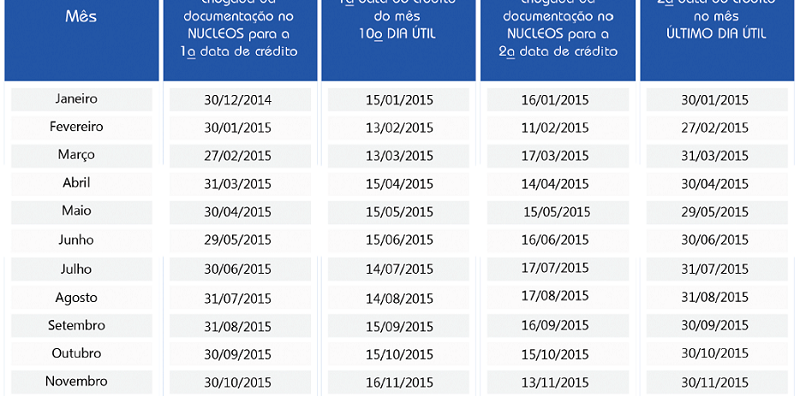 Mês
documentação no
NUCLEOS para a
1a data de crédito
do mês
10o DIA ÚTIL
documentação no
NUCLEOS para a
2a data de crédito
no mês
ÚLTIMO DIA ÚTIL
Janeiro 30/12/2014 15/01/2015 16/01/2015 30/01/2015
Fevereiro 30/01/2015 13/02/2015 11/02/2015 27/02/2015
Março 27/02/2015 13/03/2015 17/03/2015 31/03/2015
Abril 31/03/2015 15/04/2015 14/04/2015 30/04/2015
Maio 30/04/2015 15/05/2015 15/05/2015 29/05/2015
Junho 29/05/2015 15/06/2015 16/06/2015 30/06/2015
Julho 30/06/2015 14/07/2015 17/07/2015 31/07/2015
Agosto 31/07/2015 14/08/2015 17/08/2015 31/08/2015
Setembro 31/08/2015 15/09/2015 16/09/2015 30/09/2015
Outubro 30/09/2015 15/10/2015 15/10/2015 30/10/2015
Novembro 30/10/2015 16/11/2015 13/11/2015 30/11/2015